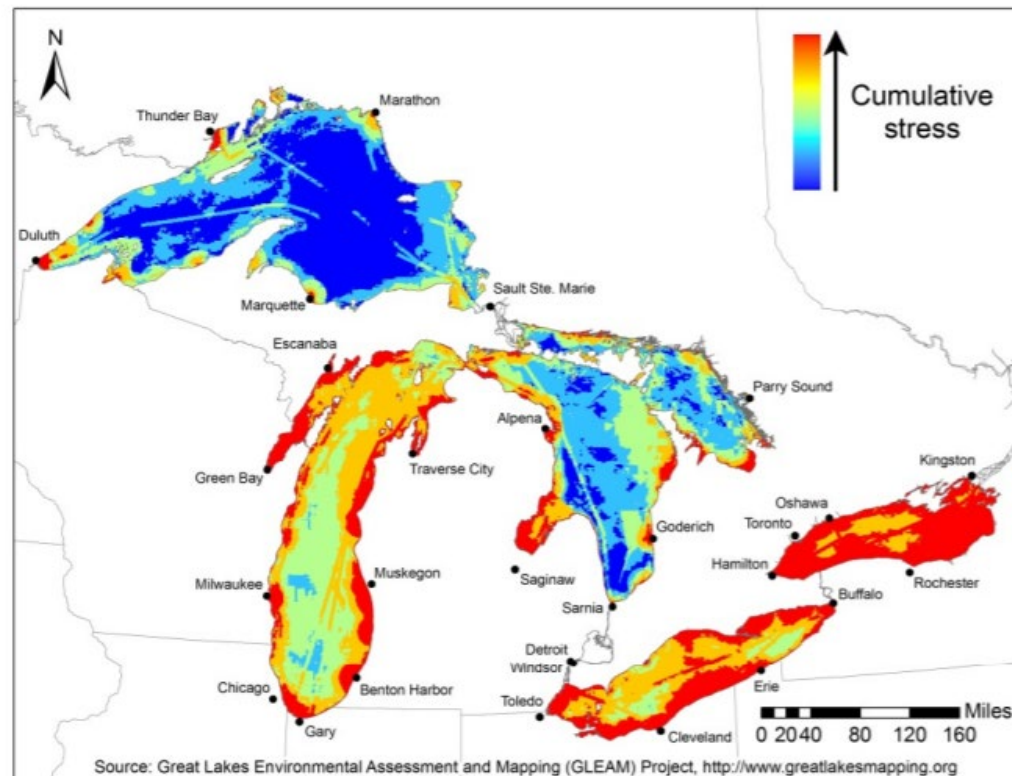 N
Cumulative
stress
Thunder Bay
Marathon
Duluth
Marquette
Sault Ste. Marie
Escanaba
Parry Sound
Alpena
Green Bay
Traverse City
Kingston
Oshawa
Toronto
Goderich
Hamilton
Rochester
Saginaw
Milwaukee
Muskegon
Buffalo
Sarnia
Detroit
Windsor
Erie
Chicago
Benton Harbor
Toledo
Gary
Cleveland
Miles
0 20 40 80 120 160
Source: Great Lakes Environmental Assessment and Mapping (GLEAM) Project, http://www.greatlakesmapping.org